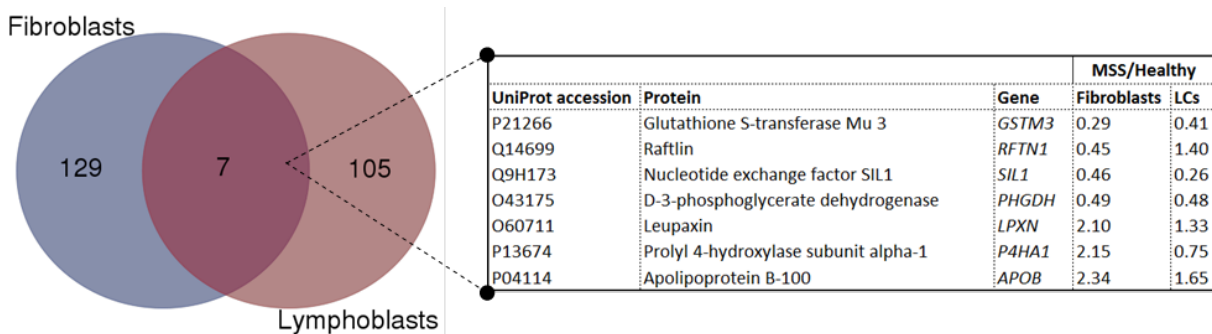 Fibroblasts
129
7
105
Lymphoblasts
MSS/Healthy
UniProt accession Protein Gene Fibroblasts LCs
P21266 Glutathione S-transferase Mu 3 GSTM3 0.29 0.41
Q14699 Raftlin RFTN1 0.45 1.40
Q9H173 Nucleotide exchange factor SIL1 SIL1 0.46 0.26
O43175 D-3-phosphoglycerate dehydrogenase PHGDH 0.49 0.48
O60711 Leupaxin LPXN 2.10 1.33
P13674 Prolyl 4-hydroxylase subunit alpha-1 P4HA1 2.15 0.75
P04114 Apolipoprotein B-100 APOB 2.34 1.65